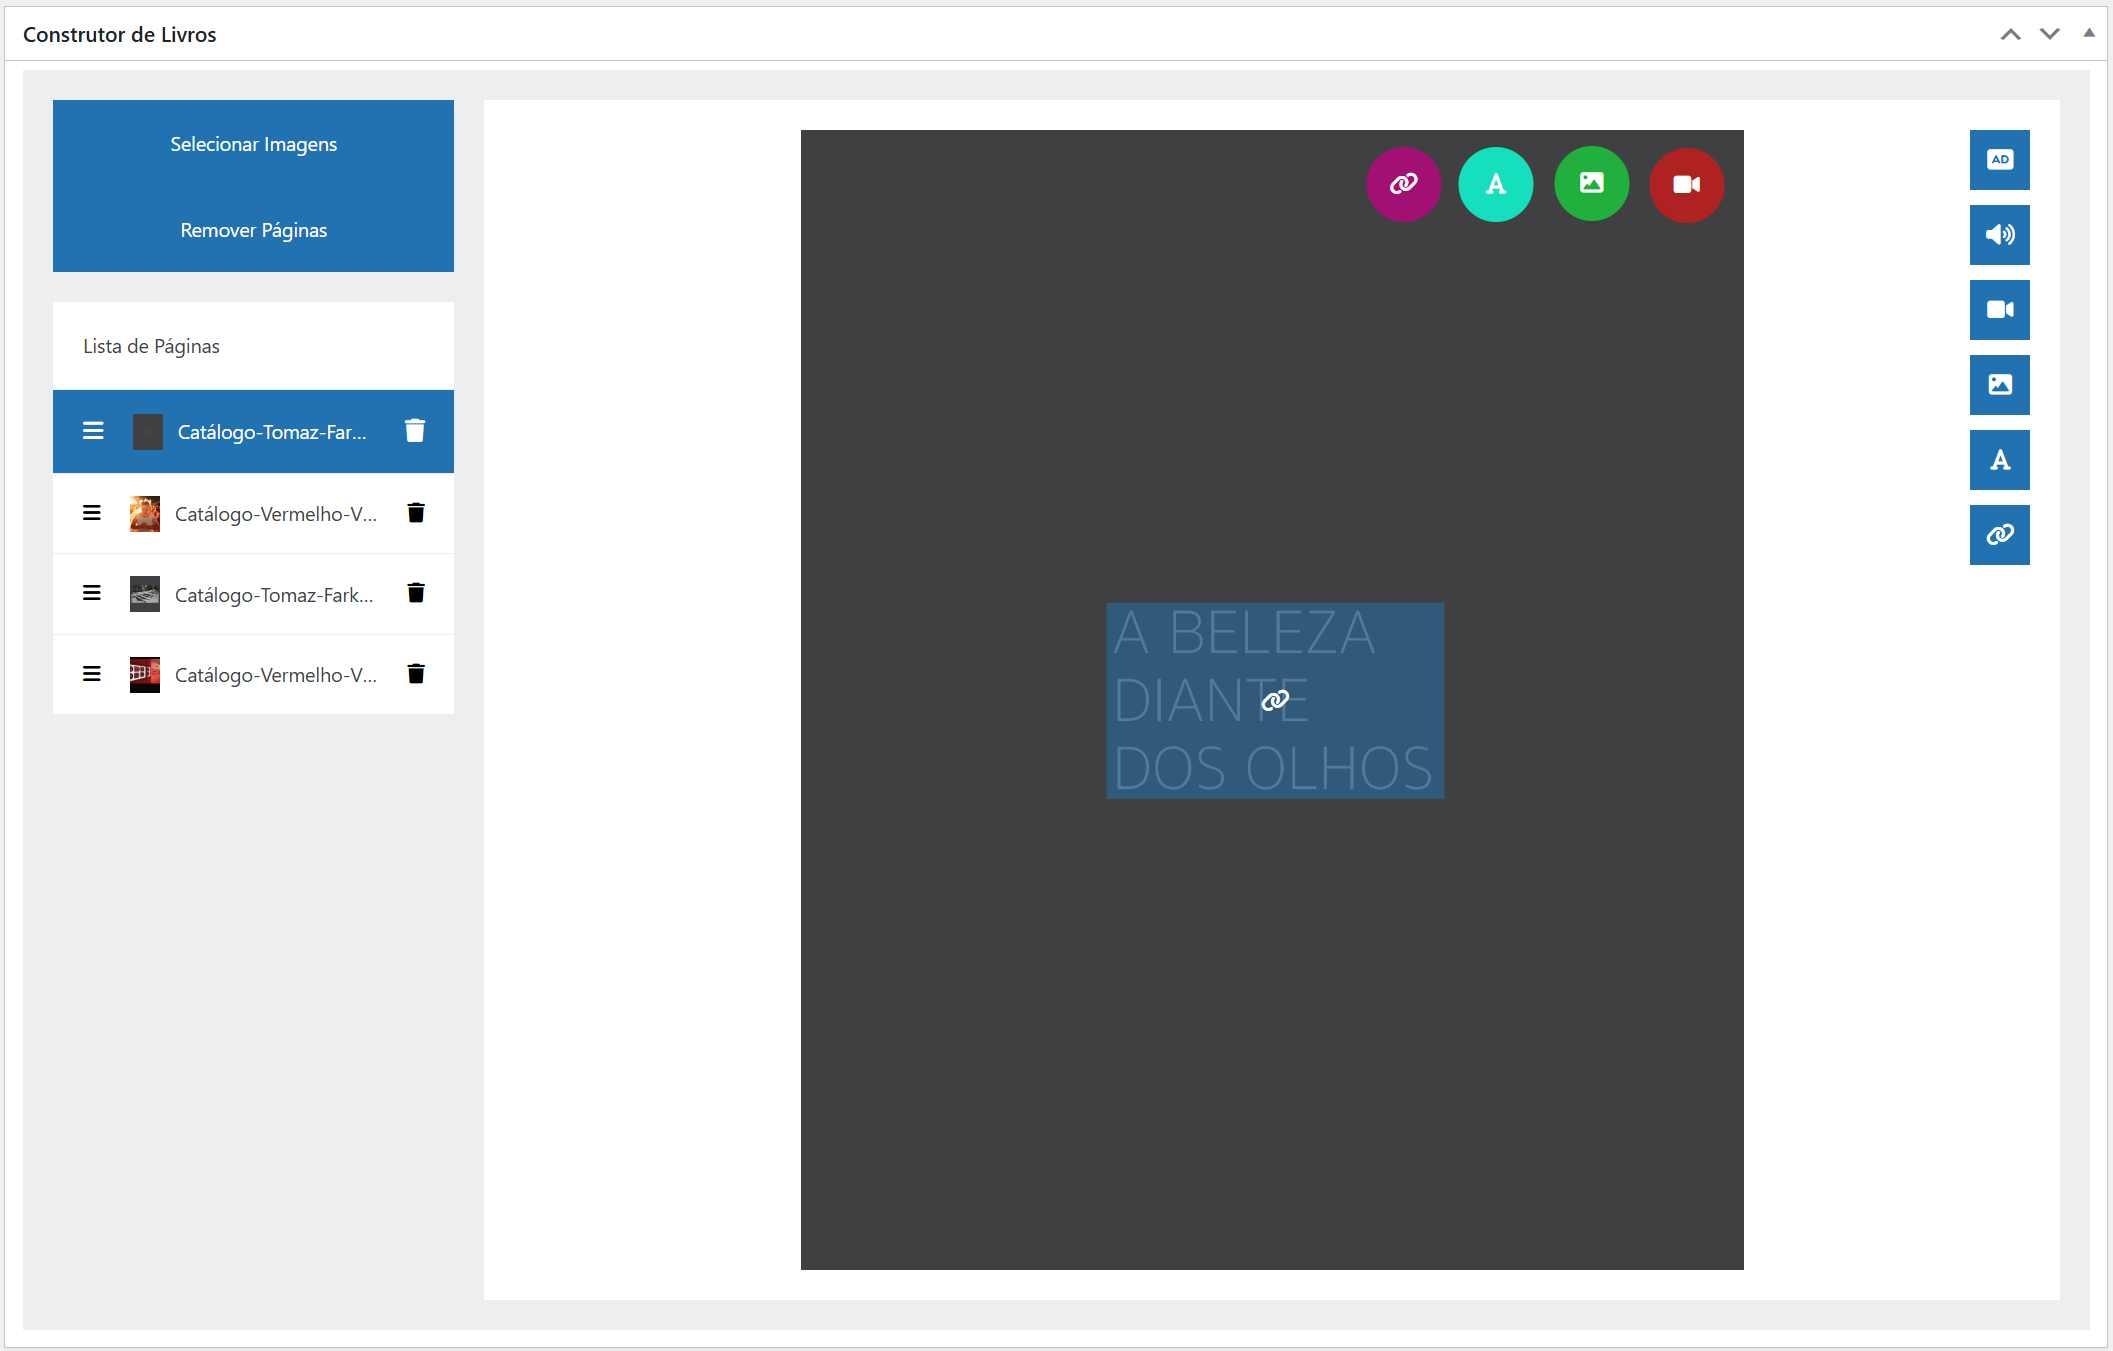 Construtor de Livros
Selecionar Imagens
Remover Páginas
Lista de Páginas
Catálogo-Tomaz-Far...
Catálogo-Vermelho-V...
Catálogo-Tomaz-Fark...
Catálogo-Vermelho-V...
A
A BELEZA
DIANTE
DOS OLHOS
AD
A